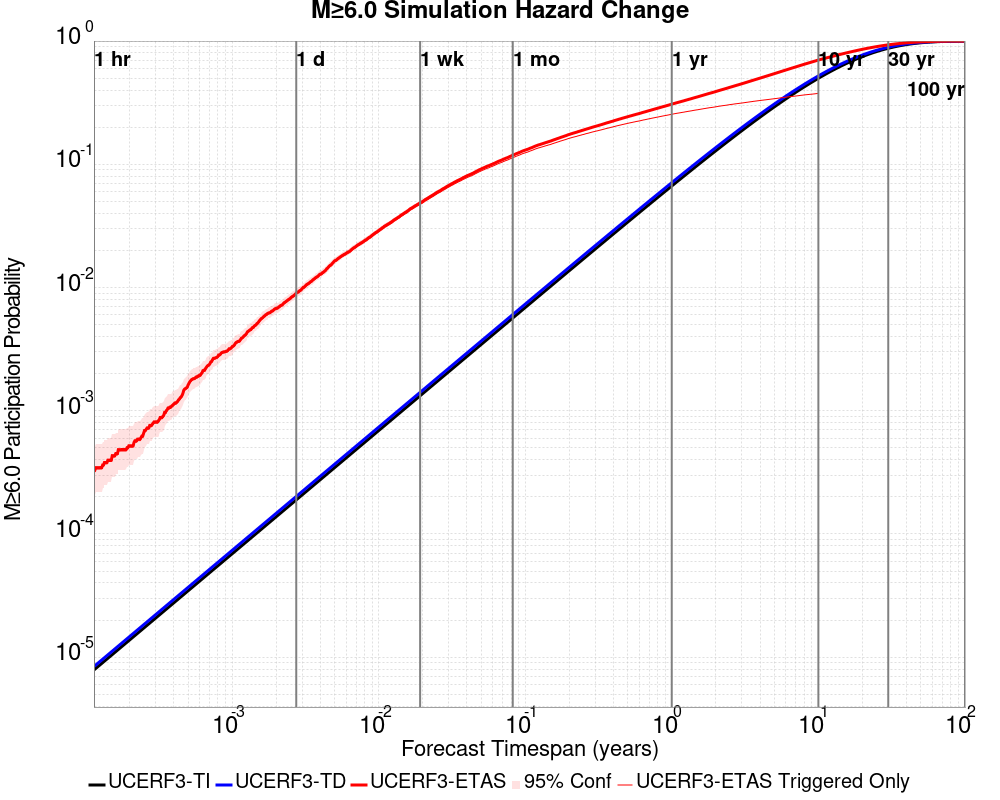 M≥6.0 Simulation Hazard Change
10^0
10^-1
10^-2
10^-3
10^-4
10^-5
M≥6.0 Participation Probability
1 hr
1 d
1 wk
1 mo
1 yr
10 yr
30 yr
100 yr
10^-3
10^-2
10^-1
10^0
10^1
10^2
Forecast Timespan (years)
UCERF3-TI UCERF3-TD UCERF3-ETAS 95% Conf UCERF3-ETAS Triggered Only